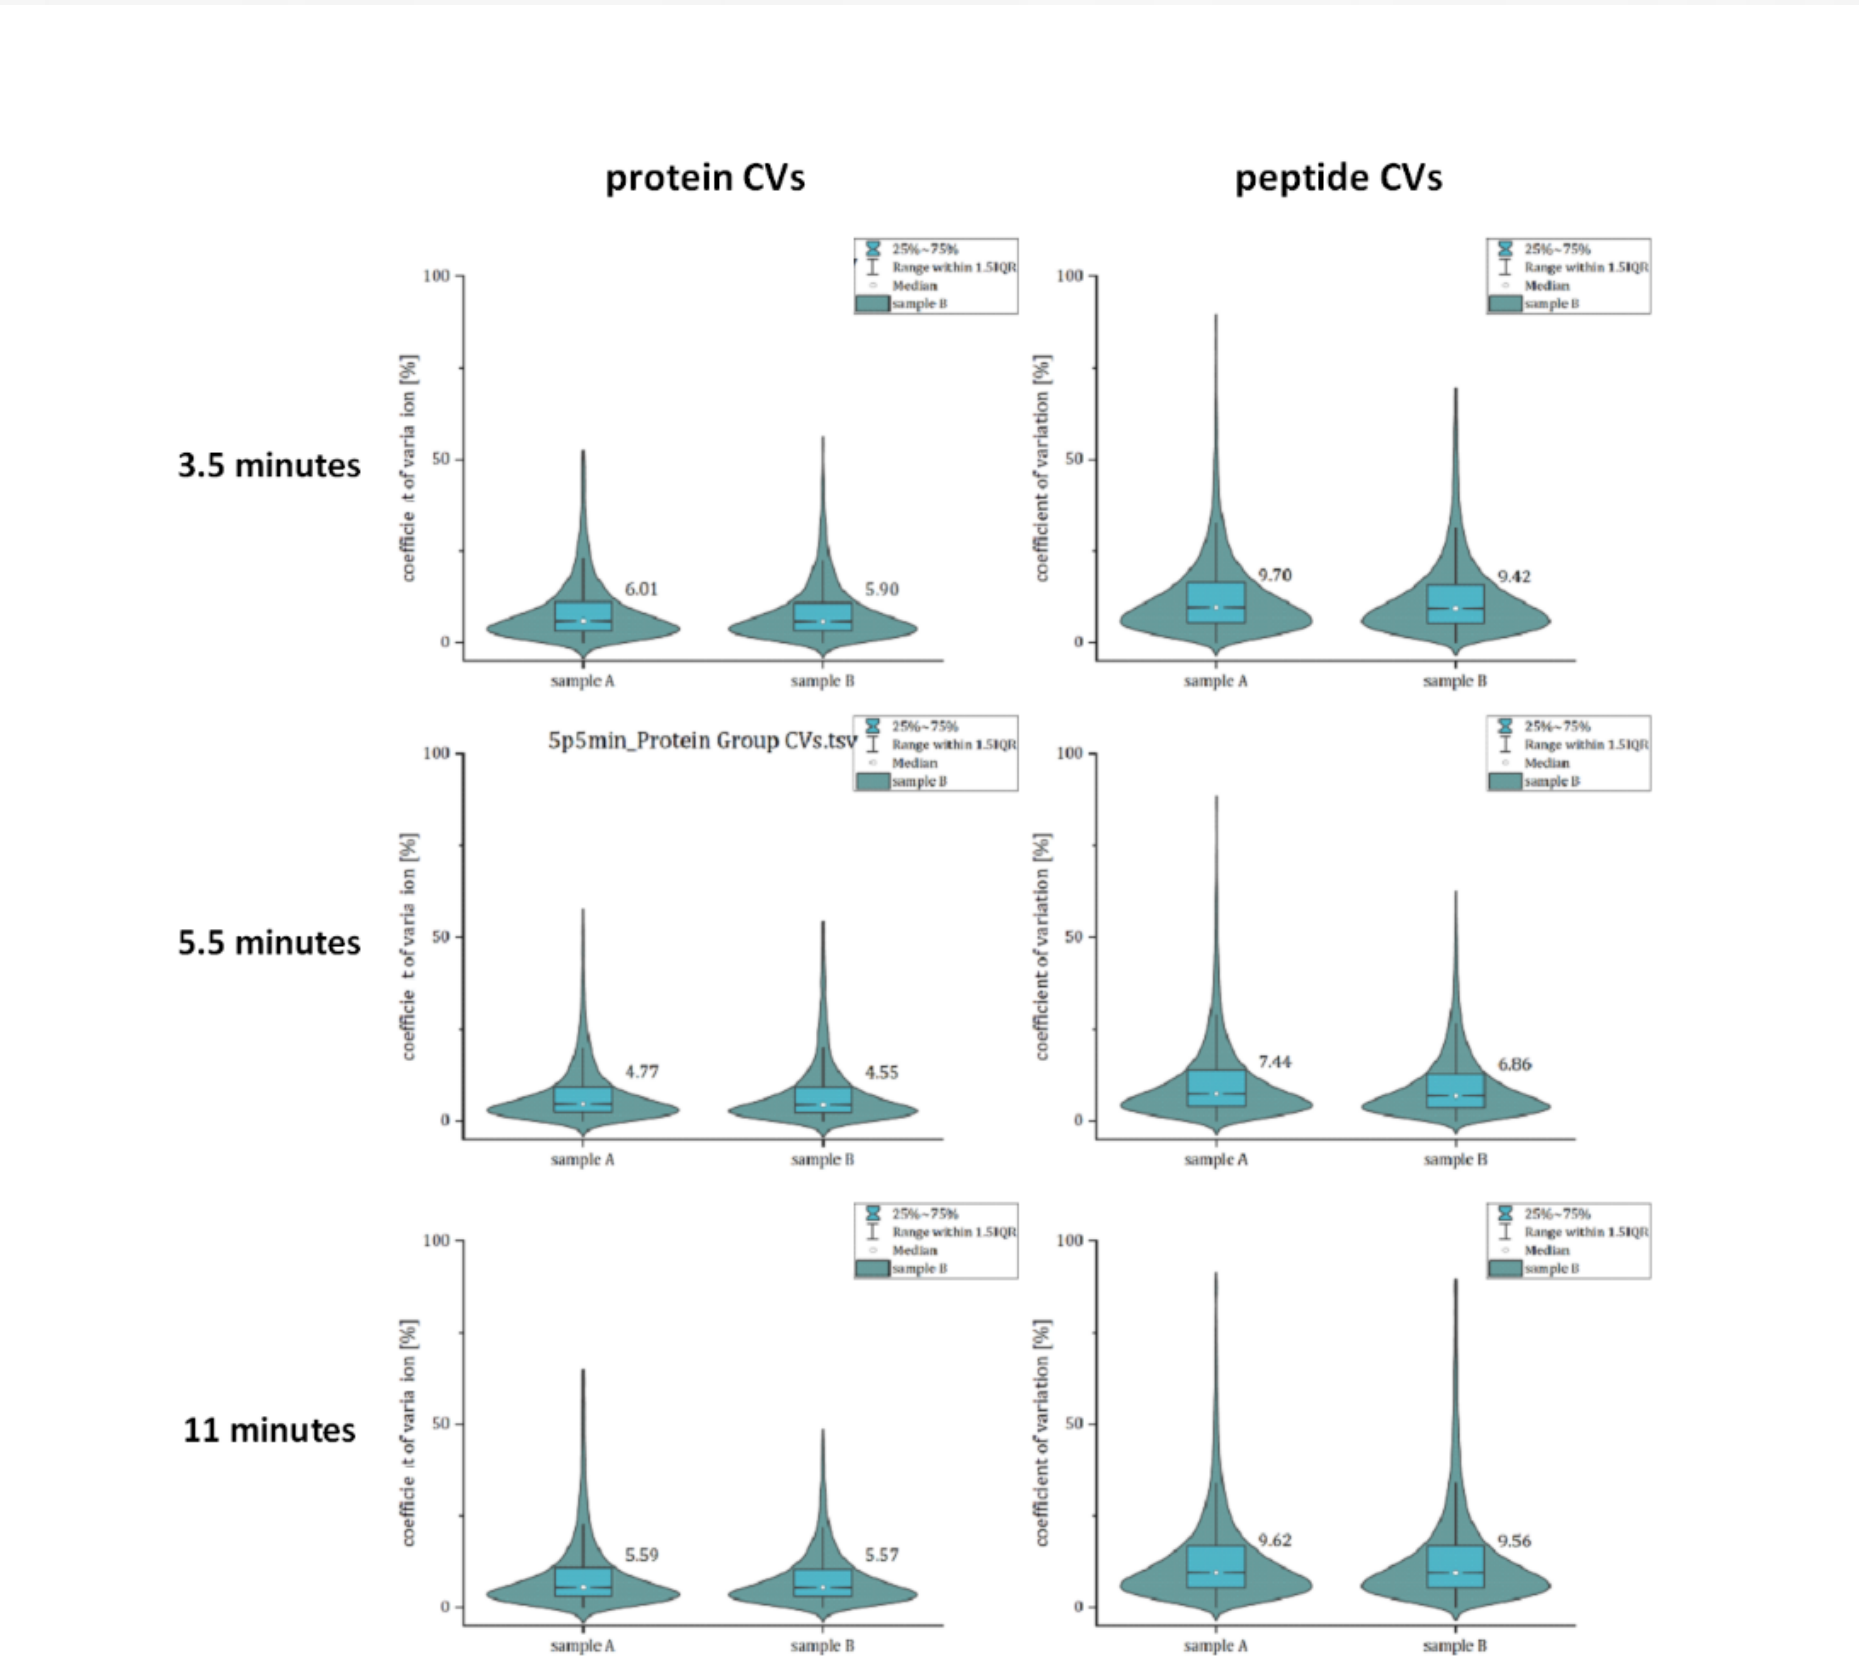 protein CVs
peptide CVs
3.5 minutes
25%~75%
Range within 1.5IQR
Median
sample B
100
50
0
coefficie t of varia ion [%]
6.01
5.90
sample A
sample B
25%~75%
Range within 1.5IQR
Median
sample B
100
50
0
coefficient of variation [%]
9.70
9.42
sample A
sample B
5.5 minutes
5p5min_Protein Group CVs.tsv
25%~75%
Range within 1.5IQR
Median
sample B
100
50
0
coefficie t of varia ion [%]
4.77
4.55
sample A
sample B
25%~75%
Range within 1.5IQR
Median
sample B
100
50
0
coefficient of variation [%]
7.44
6.86
sample A
sample B
11 minutes
25%~75%
Range within 1.5IQR
Median
sample B
100
50
0
coefficie t of varia ion [%]
5.59
5.57
sample A
sample B
25%~75%
Range within 1.5IQR
Median
sample B
100
50
0
coefficient of variation [%]
9.62
9.56
sample A
sample B